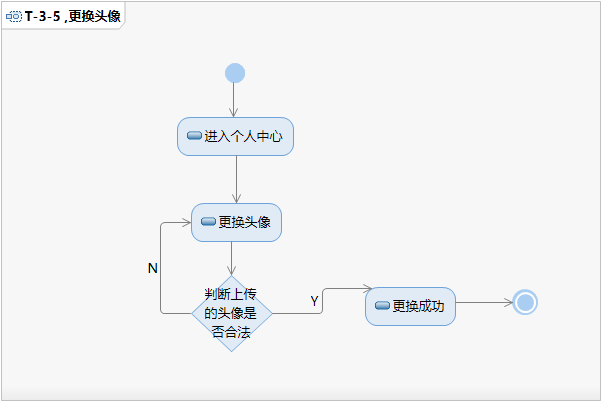 T-3-5 ,更换头像
进入个人中心
更换头像
N
判断上传
的头像是
否合法
Y
更换成功